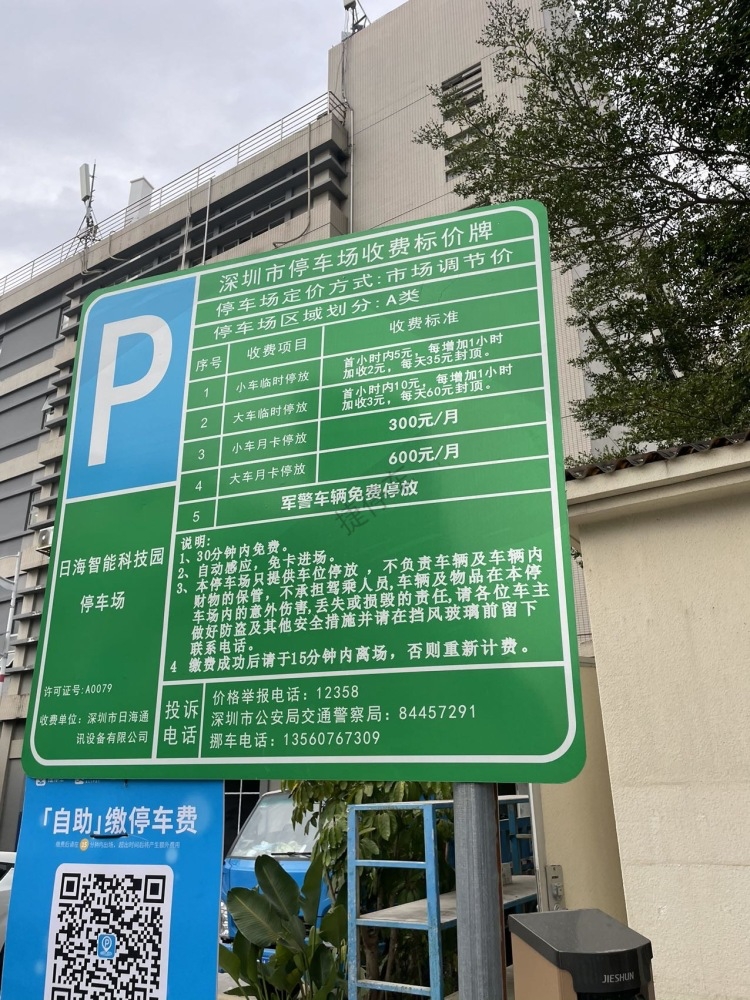 深圳市停车场收费标价牌
停车场定价方式:市场调节价
停车场区域划分:A类
P
序号 收费项目 收费标准
1 小车临时停放 首小时内5元，每增加1小时
加收2元，每天35元封顶。
2 大车临时停放 首小时内10元，每增加1小时
加收3元，每天60元封顶。
3 小车月卡停放 300元/月
4 大车月卡停放 600元/月
5 军警车辆免费停放
日海智能科技园
停车场
许可证号:A0079
收费单位：深圳市日海通
讯设备有限公司
说明:
1、30分钟内免费。
2、自动感应，免卡进场。
3、本停车场只提供车位停放，不负责车辆及车辆内
财物的保管，不承担驾乘人员,车辆及物品在本停
车场内的意外伤害,丢失或损毁的责任,请各位车主
做好防盗及其他安全措施并请在挡风玻璃前留下
联系电话。
4 缴费成功后请于15分钟内离场，否则重新计费。
投诉
电话
价格举报电话：12358
深圳市公安局交通警察局：84457291
挪车电话：13560767309
「自助」缴停车费
JIESHUN